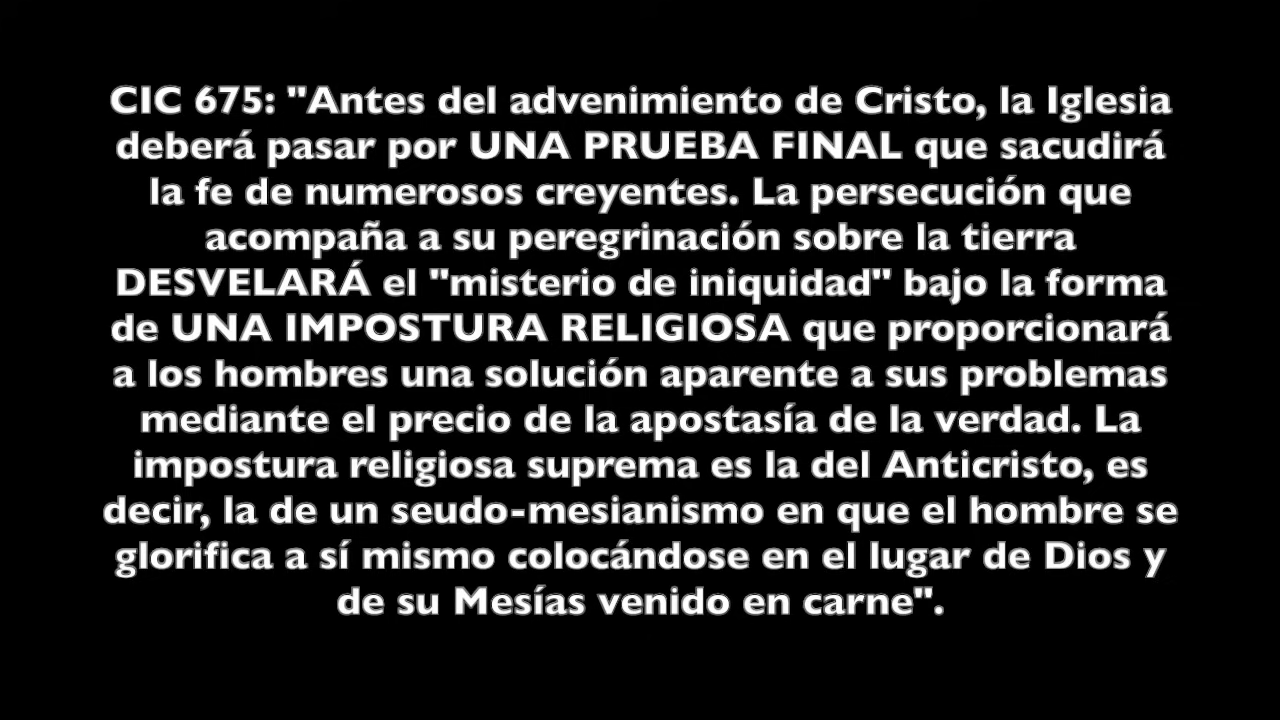 CIC 675: "Antes del advenimiento de Cristo, la Iglesia
deberá pasar por UNA PRUEBA FINAL que sacudirá
la fe de numerosos creyentes. La persecución que
acompaña a su peregrinación sobre la tierra
DESVELARÁ el "misterio de iniquidad" bajo la forma
de UNA IMPOSTURA RELIGIOSA que proporcionará
a los hombres una solución aparente a sus problemas
mediante el precio de la apostasía de la verdad. La
impostura religiosa suprema es la del Anticristo, es
decir, la de un seudo-mesianismo en que el hombre se
glorifica a sí mismo colocándose en el lugar de Dios y
de su Mesías venido en carne".